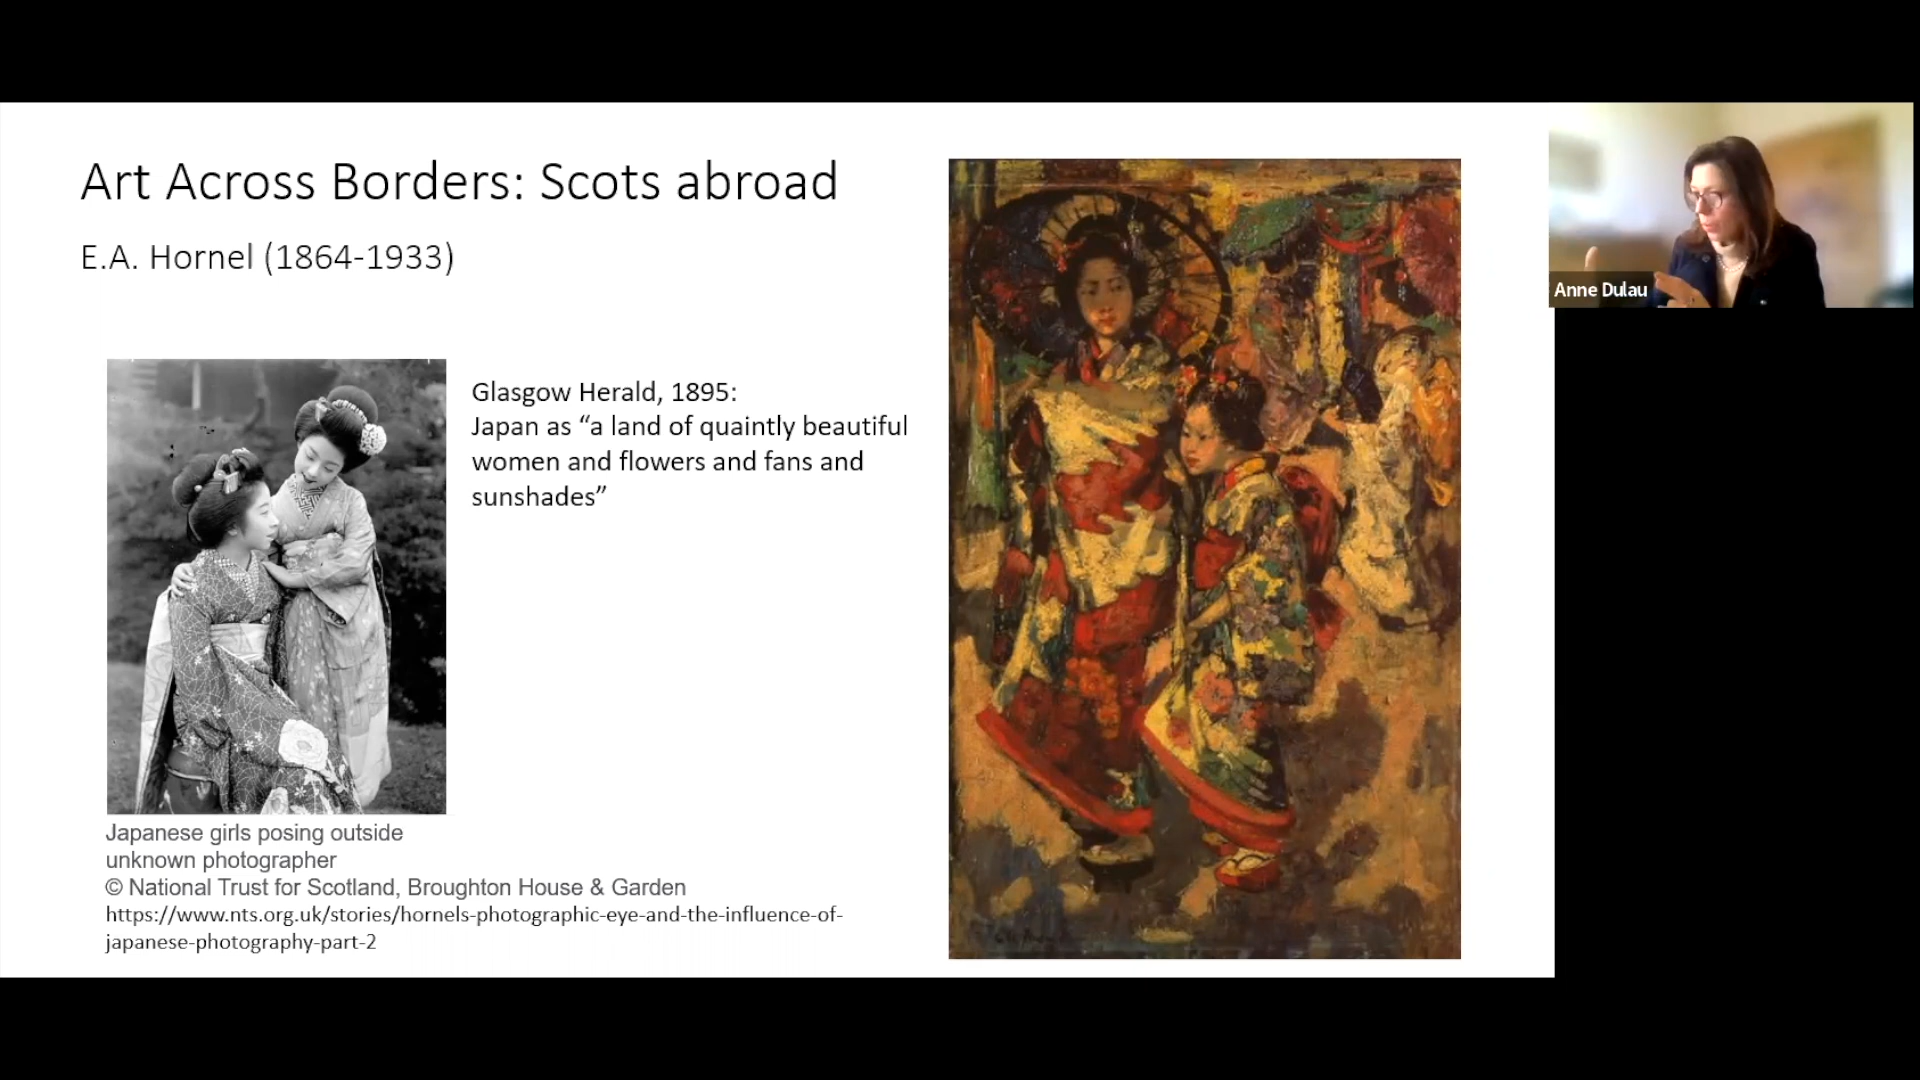 Art Across Borders: Scots abroad
E.A. Hornel (1864-1933)
Glasgow Herald, 1895:
Japan as “a land of quaintly beautiful
women and flowers and fans and
sunshades”
Japanese girls posing outside
unknown photographer
© National Trust for Scotland, Broughton House & Garden
https://www.nts.org.uk/stories/hornels-photographic-eye-and-the-influence-of-
japanese-photography-part-2
Anne Dulau